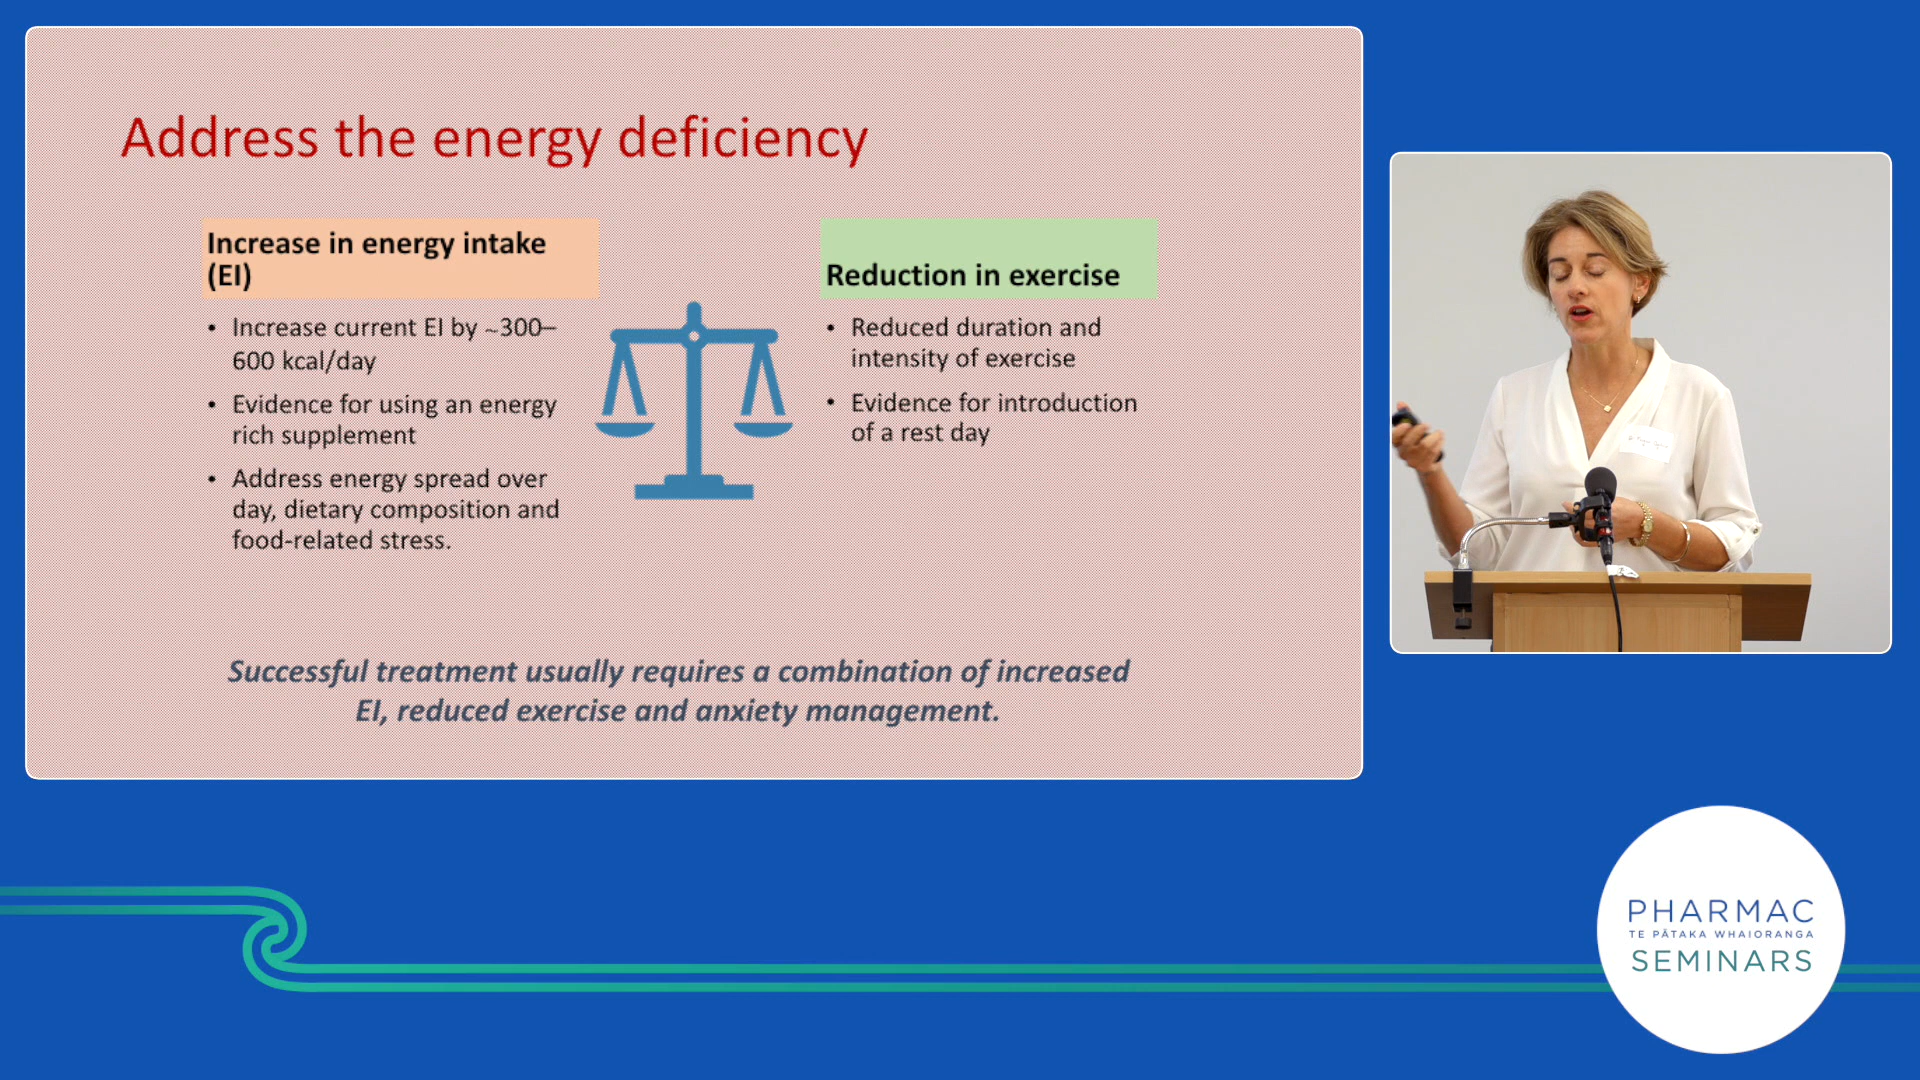 Address the energy deficiency
Increase in energy intake
(EI)
• Increase current EI by ~300–
600 kcal/day
• Evidence for using an energy
rich supplement
• Address energy spread over
day, dietary composition and
food-related stress.
Reduction in exercise
• Reduced duration and
intensity of exercise
• Evidence for introduction
of a rest day
Successful treatment usually requires a combination of increased
EI, reduced exercise and anxiety management.
PHARMAC
TE PĀTAKA WHAIORANGA
SEMINARS